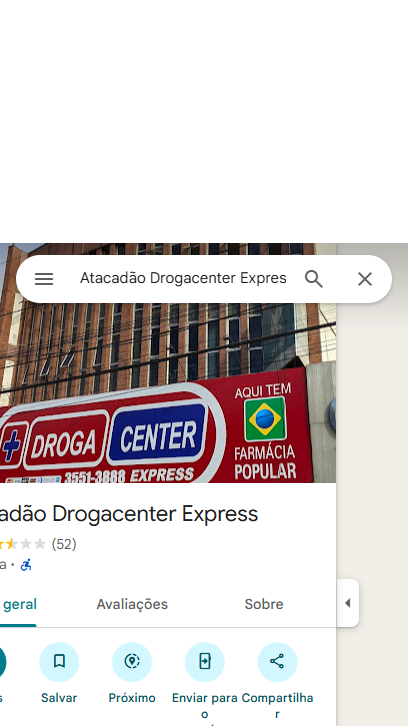 Atacadão Drogacenter Expres
AQUI TEM
DROGA CENTER
FARMÁCIA
POPULAR
3551-3888 EXPRESS
adão Drogacenter Express
(52)
a
geral
Avaliações
Sobre
s
Salvar
Próximo
Enviar para
o
Compartilha
r